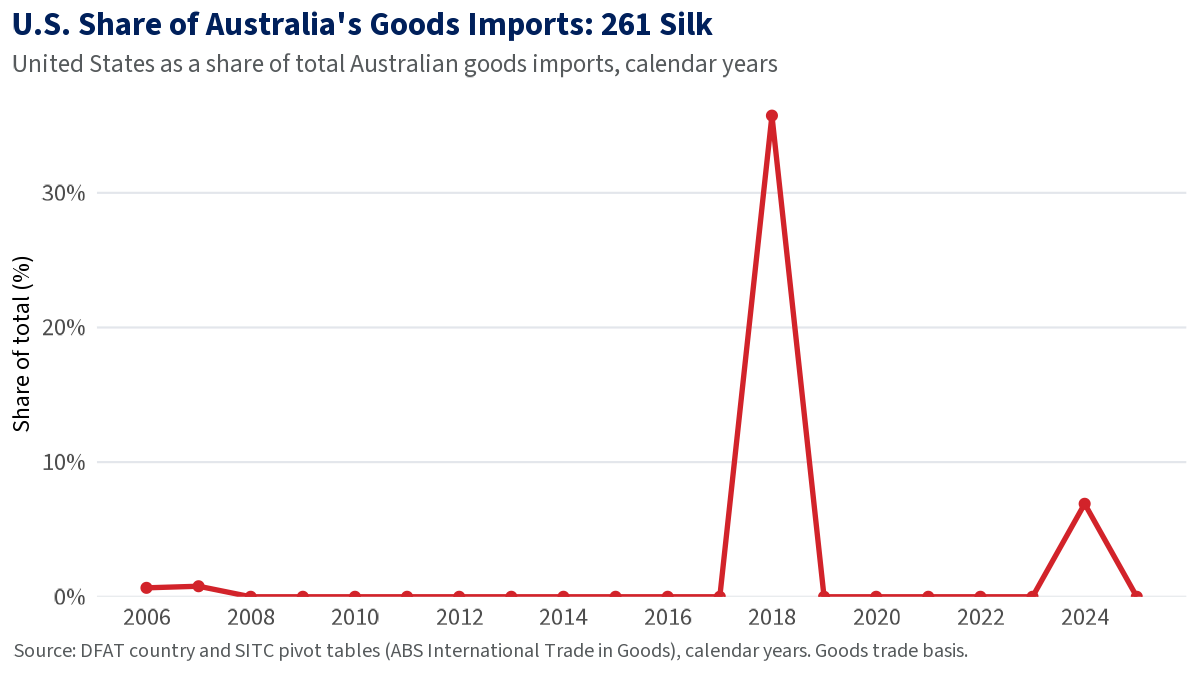 U.S. Share of Australia's Goods Imports: 261 Silk
United States as a share of total Australian goods imports, calendar years
Share of total (%)
30%
20%
10%
0%
2006 2008 2010 2012 2014 2016 2018 2020 2022 2024
Source: DFAT country and SITC pivot tables (ABS International Trade in Goods), calendar years. Goods trade basis.